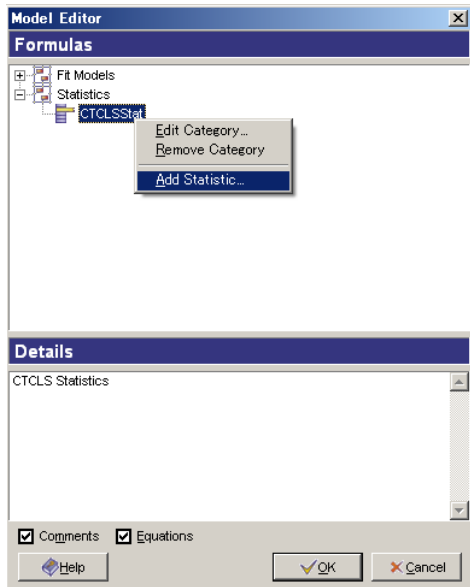 Model Editor
Formulas
Fit Models
Statistics
CTCLSStat
Edit Category...
Remove Category
Add Statistic...
Details
CTCLS Statistics
Comments Equations
Help OK Cancel